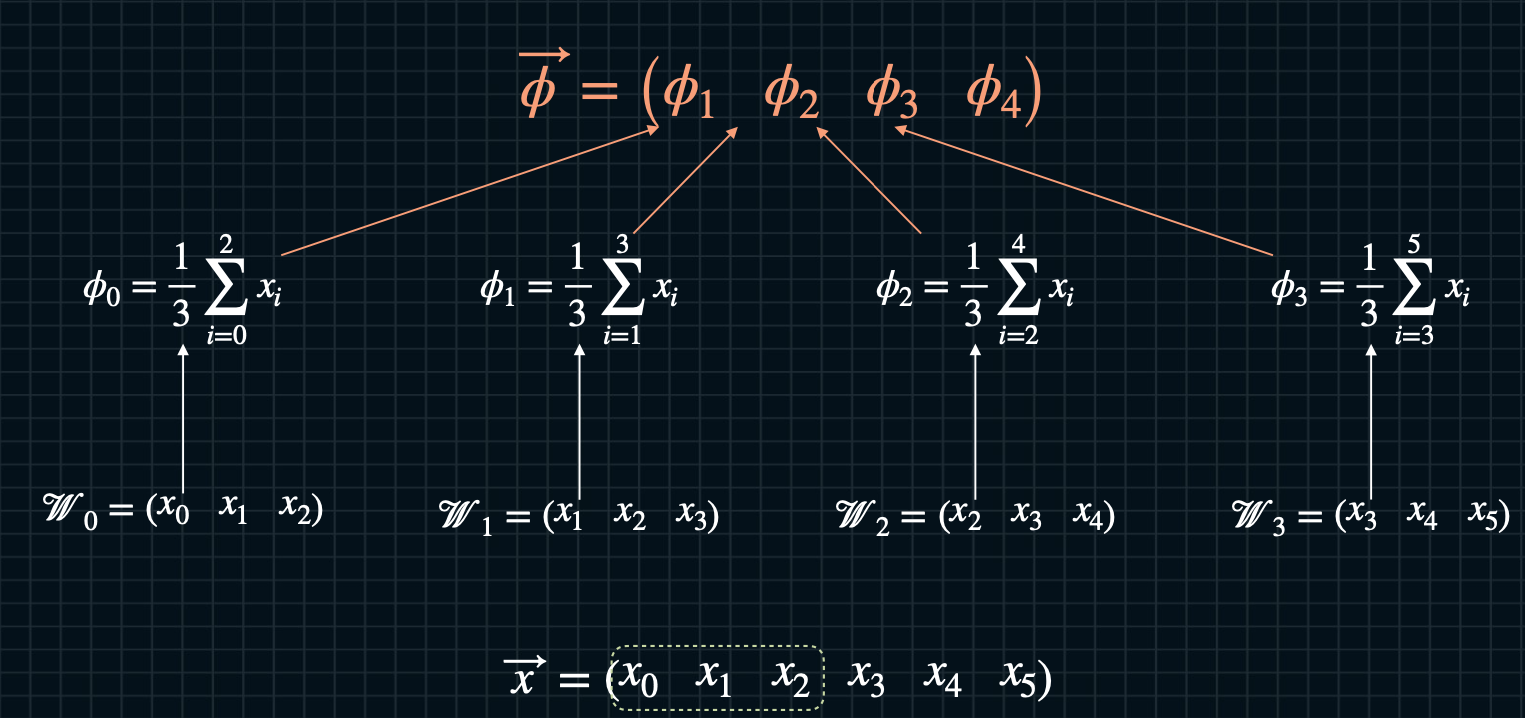 $\overrightarrow{\phi} = (\phi_1 \quad \phi_2 \quad \phi_3 \quad \phi_4)$
$\phi_0 = \frac{1}{3} \sum_{i=0}^{2} x_i$
$\phi_1 = \frac{1}{3} \sum_{i=1}^{3} x_i$
$\phi_2 = \frac{1}{3} \sum_{i=2}^{4} x_i$
$\phi_3 = \frac{1}{3} \sum_{i=3}^{5} x_i$
$\mathcal{W}_0 = (x_0 \quad x_1 \quad x_2)$
$\mathcal{W}_1 = (x_1 \quad x_2 \quad x_3)$
$\mathcal{W}_2 = (x_2 \quad x_3 \quad x_4)$
$\mathcal{W}_3 = (x_3 \quad x_4 \quad x_5)$
$\overrightarrow{x} = (x_0 \quad x_1 \quad x_2 \quad x_3 \quad x_4 \quad x_5)$